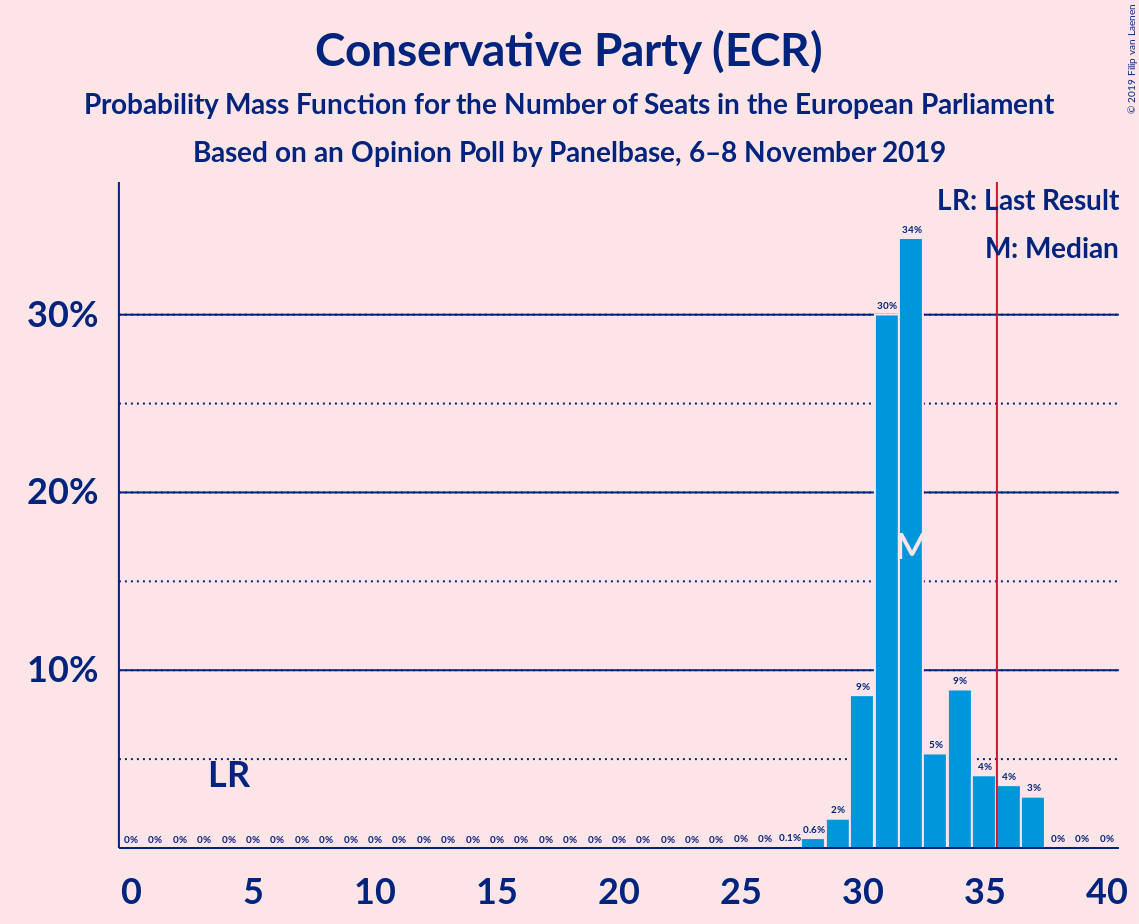 Conservative Party (ECR)
Probability Mass Function for the Number of Seats in the European Parliament
Based on an Opinion Poll by Panelbase, 6–8 November 2019
© 2019 Filip van Laenen
LR: Last Result
M: Median
34%
30%
30%
20%
M
10%
9%
9%
5%
4%
4%
3%
LR
2%
0% 0% 0% 0% 0% 0% 0% 0% 0% 0% 0% 0% 0% 0% 0% 0% 0% 0% 0% 0% 0% 0% 0% 0% 0% 0% 0% 0.1% 0.6% 0% 0% 0%
0 5 10 15 20 25 30 35 40